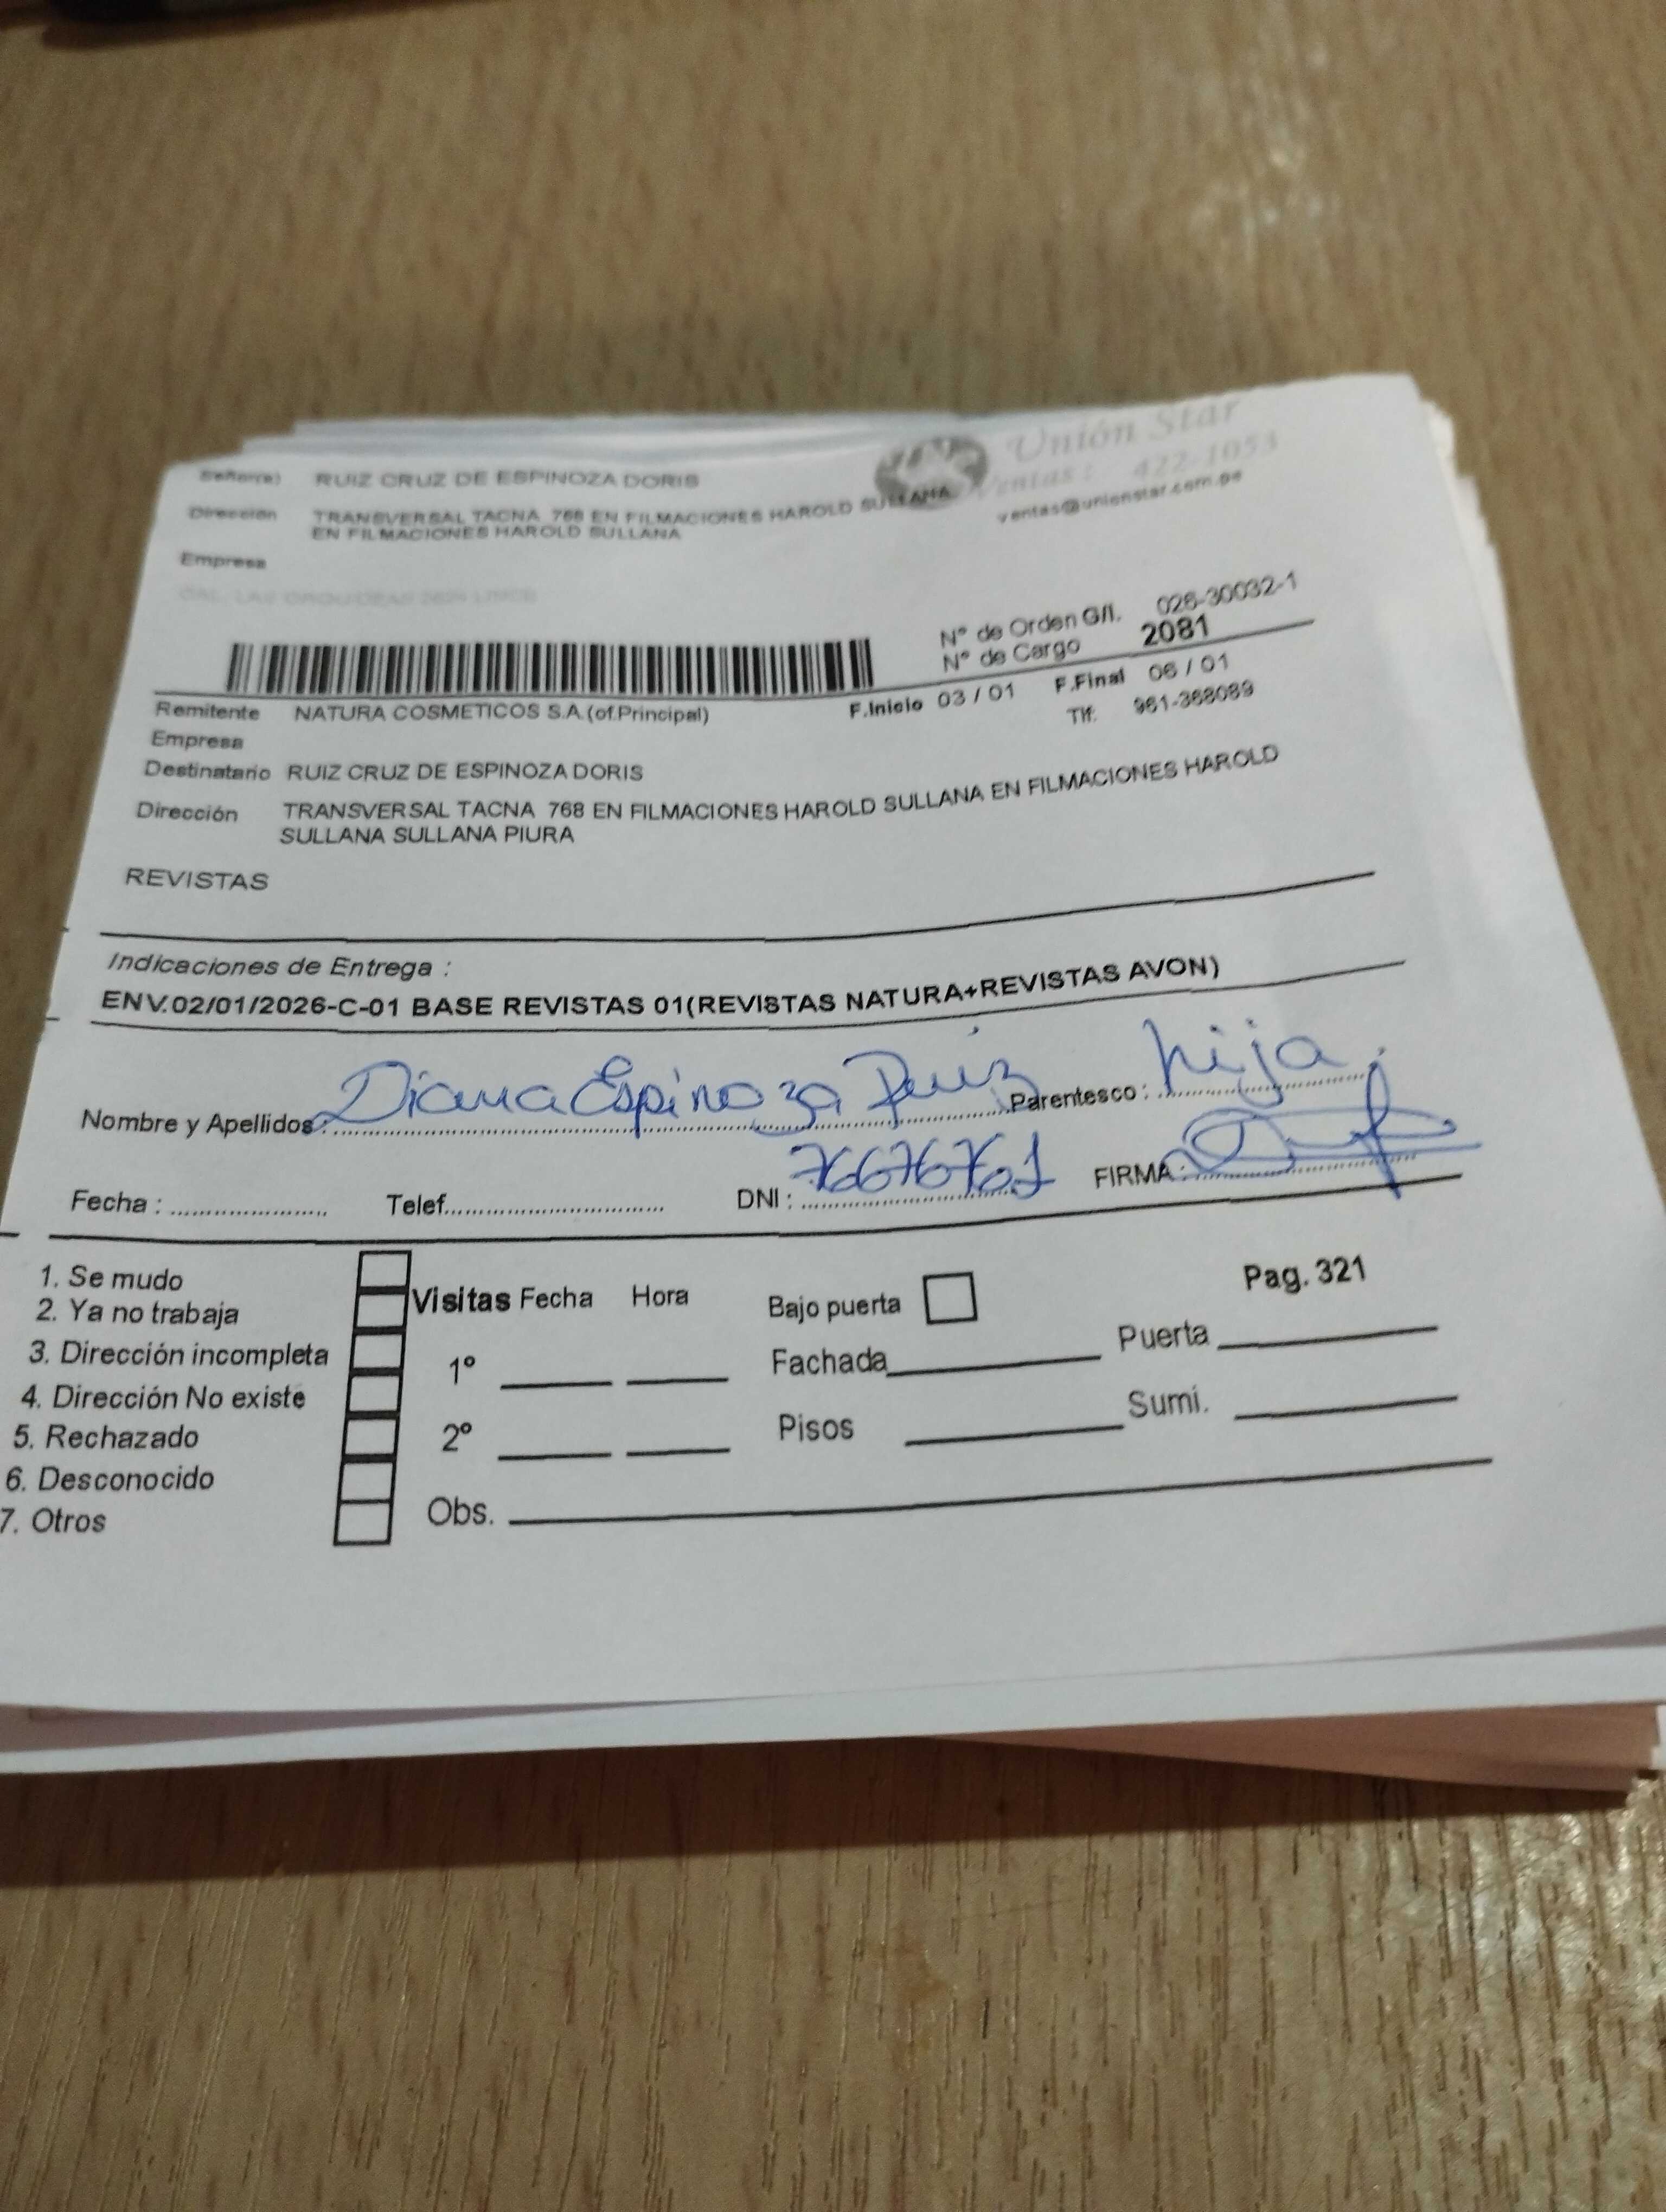 Unión Star
Ventas : 422-1053
ventas@unionstar.com.pe
Señor(a) RUIZ CRUZ DE ESPINOZA DORIS
Dirección TRANSVERSAL TACNA 768 EN FILMACIONES HAROLD SULLANA
EN FILMACIONES HAROLD SULLANA
Empresa
N° de Orden G/l. 026-30032-1
N° de Cargo 2081
F.Inicio 03 / 01 F.Final 06 / 01
Remitente NATURA COSMETICOS S.A.(of.Principal) Tlf: 961-368089
Empresa
Destinatario RUIZ CRUZ DE ESPINOZA DORIS
Dirección TRANSVERSAL TACNA 768 EN FILMACIONES HAROLD SULLANA EN FILMACIONES HAROLD
SULLANA SULLANA PIURA
REVISTAS
Indicaciones de Entrega :
ENV.02/01/2026-C-01 BASE REVISTAS 01(REVISTAS NATURA+REVISTAS AVON)
Nombre y Apellidos : Diana Espinoza Ruiz Parentesco : hija
Fecha : Telef. DNI : 76676761 FIRMA :
1. Se mudo
2. Ya no trabaja
3. Dirección incompleta
4. Dirección No existe
5. Rechazado
6. Desconocido
7. Otros
Visitas Fecha Hora
1°
2°
Obs.
Bajo puerta
Fachada
Pisos
Pag. 321
Puerta
Sumi.